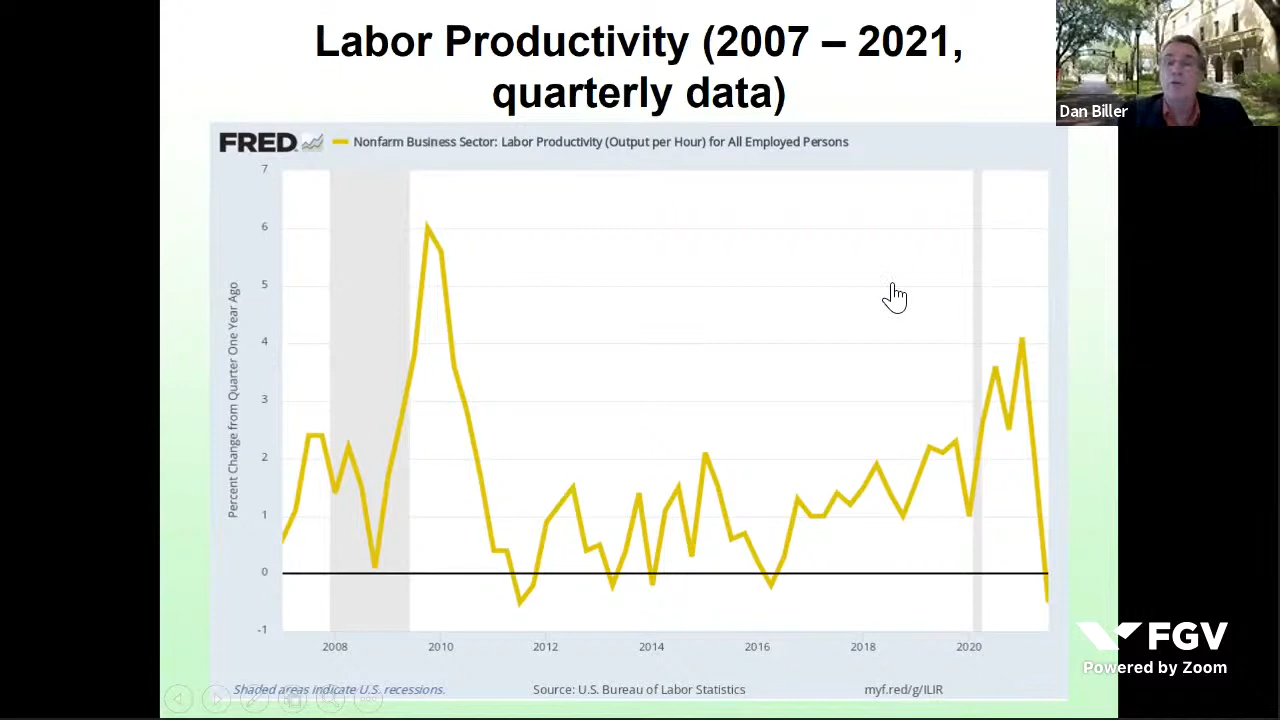 Labor Productivity (2007 – 2021,
quarterly data)
Dan Biller
FRED
Nonfarm Business Sector: Labor Productivity (Output per Hour) for All Employed Persons
7
6
5
4
3
2
1
0
-1
Percent Change from Quarter One Year Ago
2008 2010 2012 2014 2016 2018 2020
Shaded areas indicate U.S. recessions. Source: U.S. Bureau of Labor Statistics myf.red/g/ILIR
FGV
Powered by Zoom